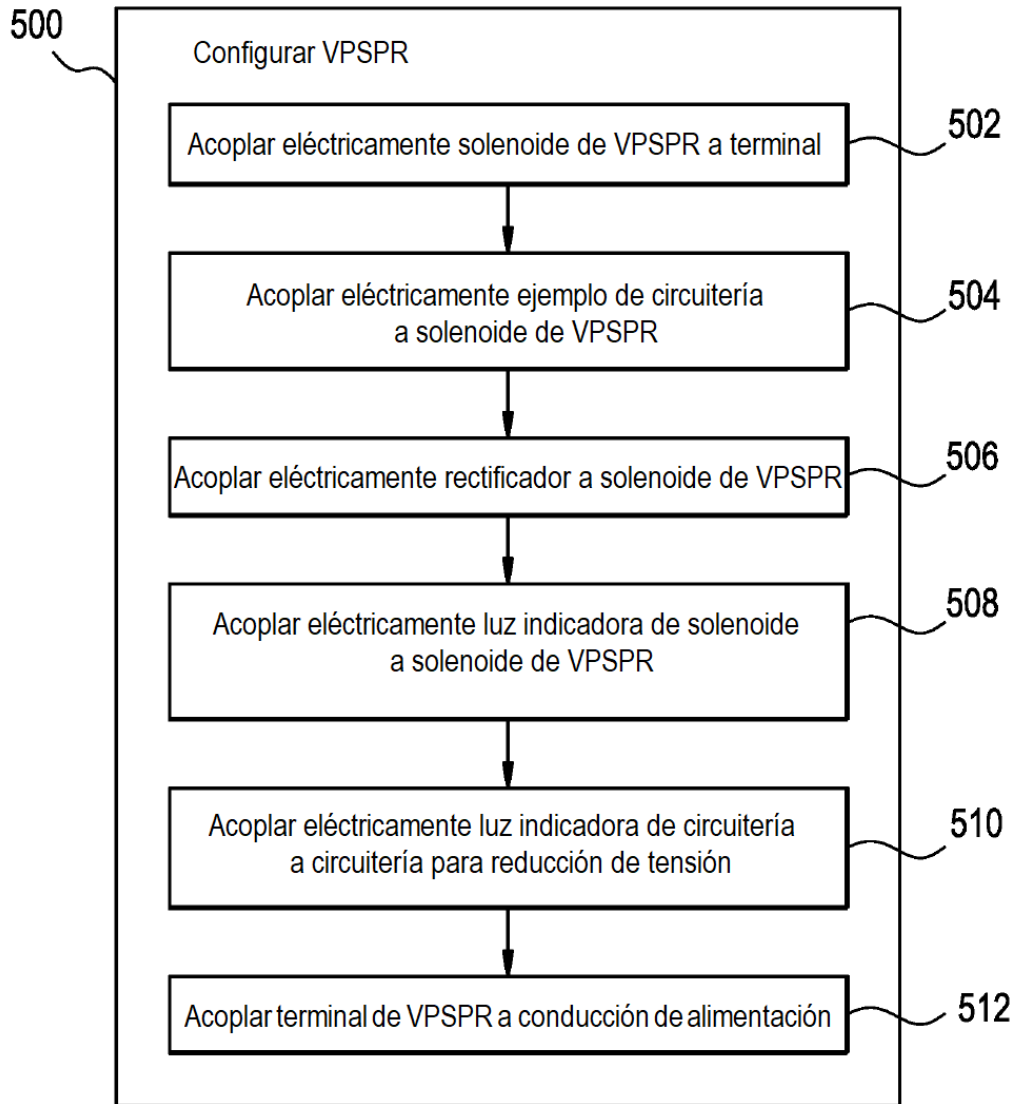 500
Configurar VPSPR
Acoplar eléctricamente solenoide de VPSPR a terminal
502
Acoplar eléctricamente ejemplo de circuitería
a solenoide de VPSPR
504
Acoplar eléctricamente rectificador a solenoide de VPSPR
506
Acoplar eléctricamente luz indicadora de solenoide
a solenoide de VPSPR
508
Acoplar eléctricamente luz indicadora de circuitería
a circuitería para reducción de tensión
510
Acoplar terminal de VPSPR a conducción de alimentación
512